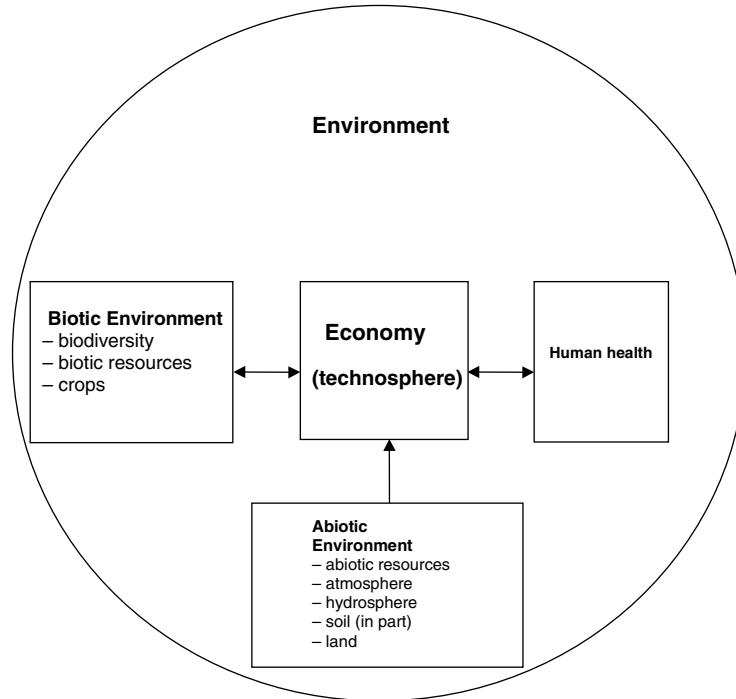 Environment
Biotic Environment
– biodiversity
– biotic resources
– crops
Economy
(technosphere)
Human health
Abiotic
Environment
– abiotic resources
– atmosphere
– hydrosphere
– soil (in part)
– land